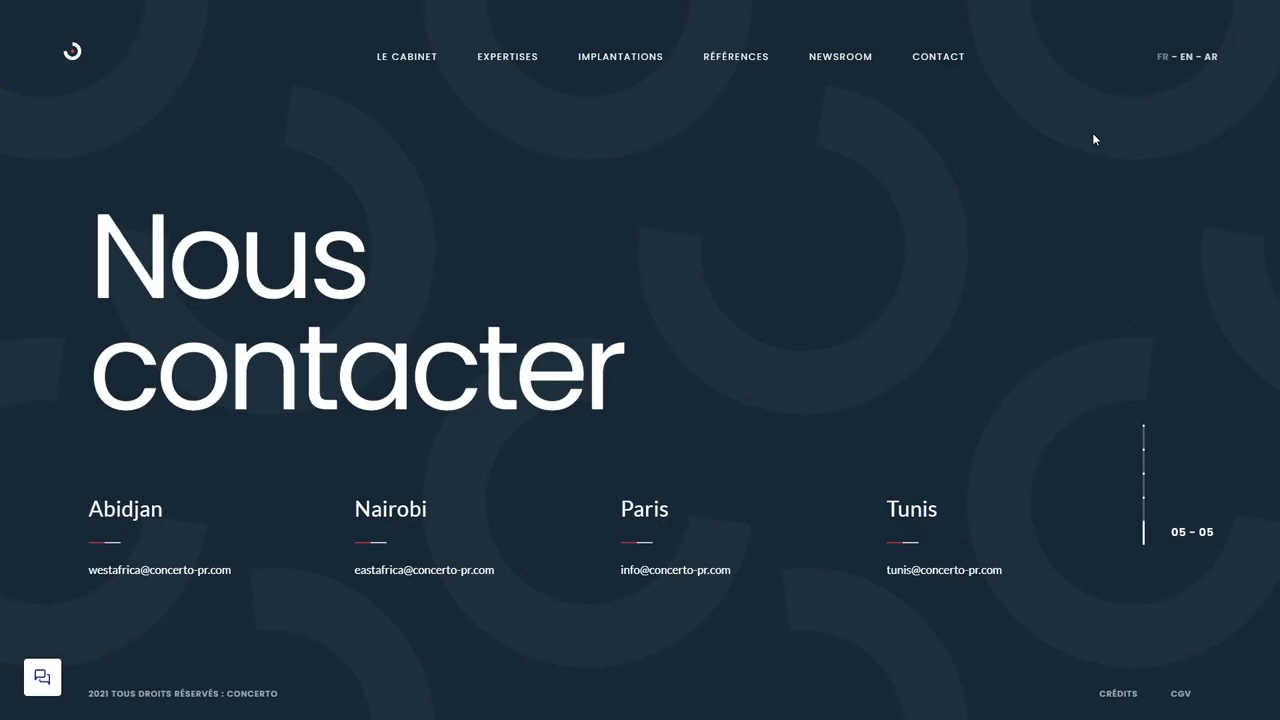 LE CABINET EXPERTISES IMPLANTATIONS RÉFÉRENCES NEWSROOM CONTACT FR - EN - AR
Nous
contacter
Abidjan Nairobi Paris Tunis
westafrica@concerto-pr.com eastafrica@concerto-pr.com info@concerto-pr.com tunis@concerto-pr.com
05 - 05
2021 TOUS DROITS RÉSERVÉS : CONCERTO CRÉDITS CGV